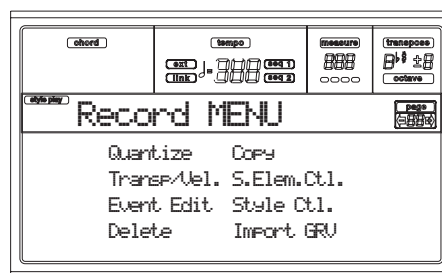 chord tempo measure transpose
ext seq 1
link seq 2
octave
style play page
Record MENU
Quantize Copy
Transp/Vel. S.Elem.Ctl.
Event Edit Style Ctl.
Delete Import GRV